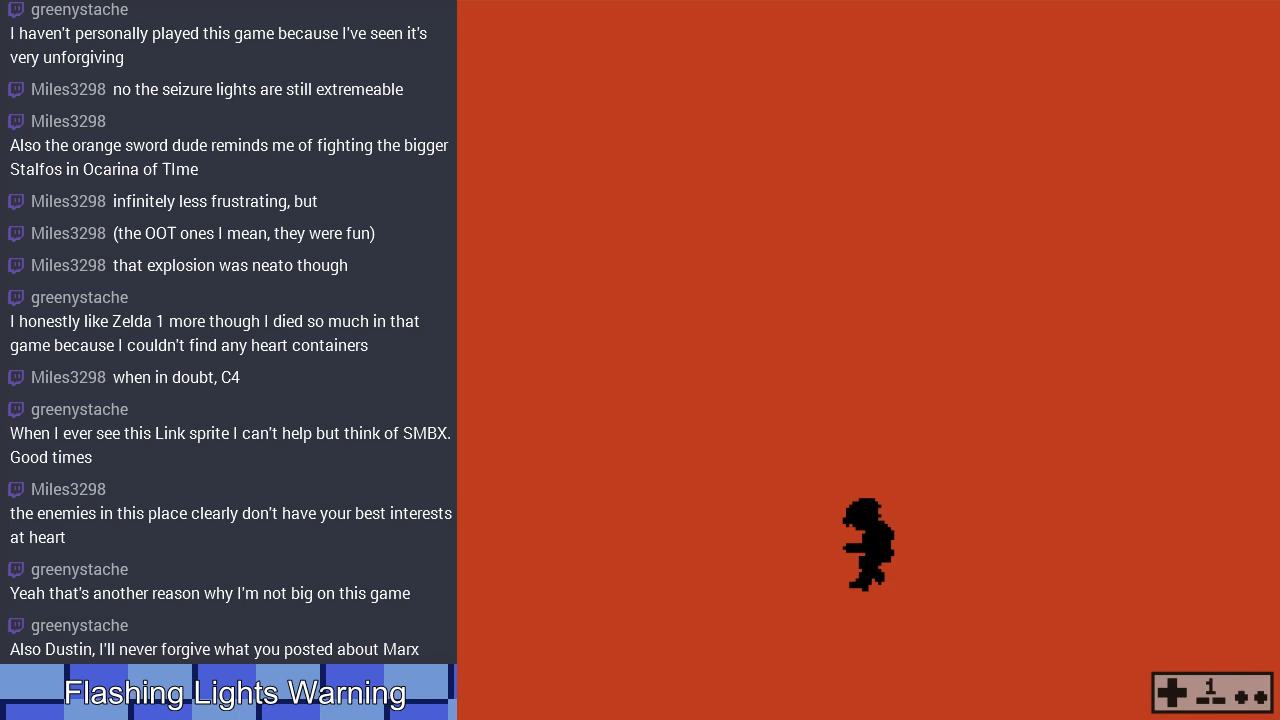 greenystache
I haven't personally played this game because I've seen it's
very unforgiving
Miles3298 no the seizure lights are still extremeable
Miles3298
Also the orange sword dude reminds me of fighting the bigger
Stalfos in Ocarina of TIme
Miles3298 infinitely less frustrating, but
Miles3298 (the OOT ones I mean, they were fun)
Miles3298 that explosion was neato though
greenystache
I honestly like Zelda 1 more though I died so much in that
game because I couldn't find any heart containers
Miles3298 when in doubt, C4
greenystache
When I ever see this Link sprite I can't help but think of SMBX.
Good times
Miles3298
the enemies in this place clearly don't have your best interests
at heart
greenystache
Yeah that's another reason why I'm not big on this game
greenystache
Also Dustin, I'll never forgive what you posted about Marx
Flashing Lights Warning
1